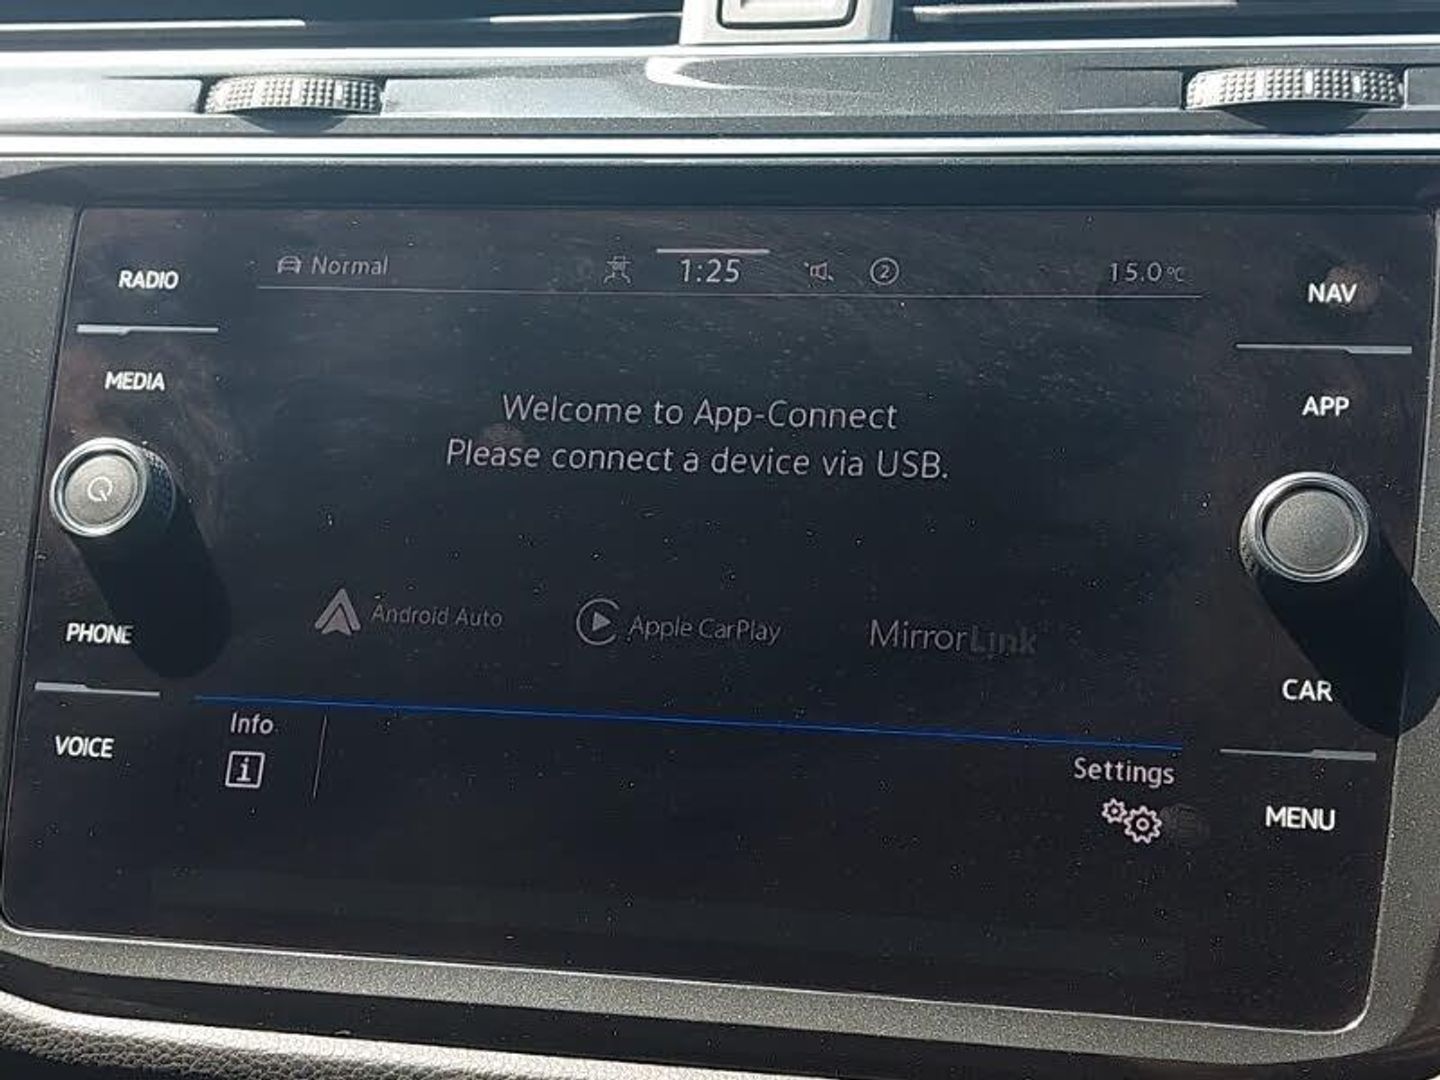 RADIO
Normal
1:25
2
15.0°C
NAV
MEDIA
APP
Welcome to App-Connect
Please connect a device via USB.
Android Auto
Apple CarPlay
MirrorLink
PHONE
CAR
VOICE
Info
i
Settings
MENU